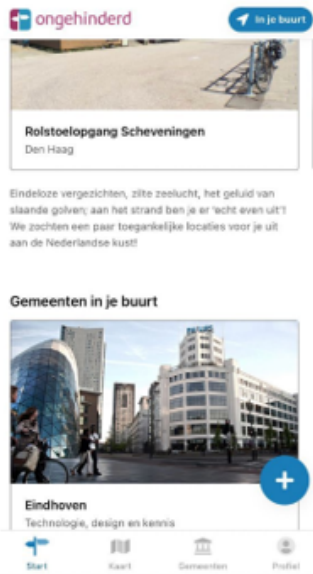 ongehinderd
In je buurt
Rolstoelopgang Scheveningen
Den Haag
Eindeloze vergezichten, zilte zeelucht, het geluid van
slaande golven; aan het strand ben je er 'echt even uit'!
We zochten een paar toegankelijke locaties voor je uit
aan de Nederlandse kust!
Gemeenten in je buurt
PHILIPS
Eindhoven
Technologie, design en kennis
Start
Kaart
Gemeenten
Profiel